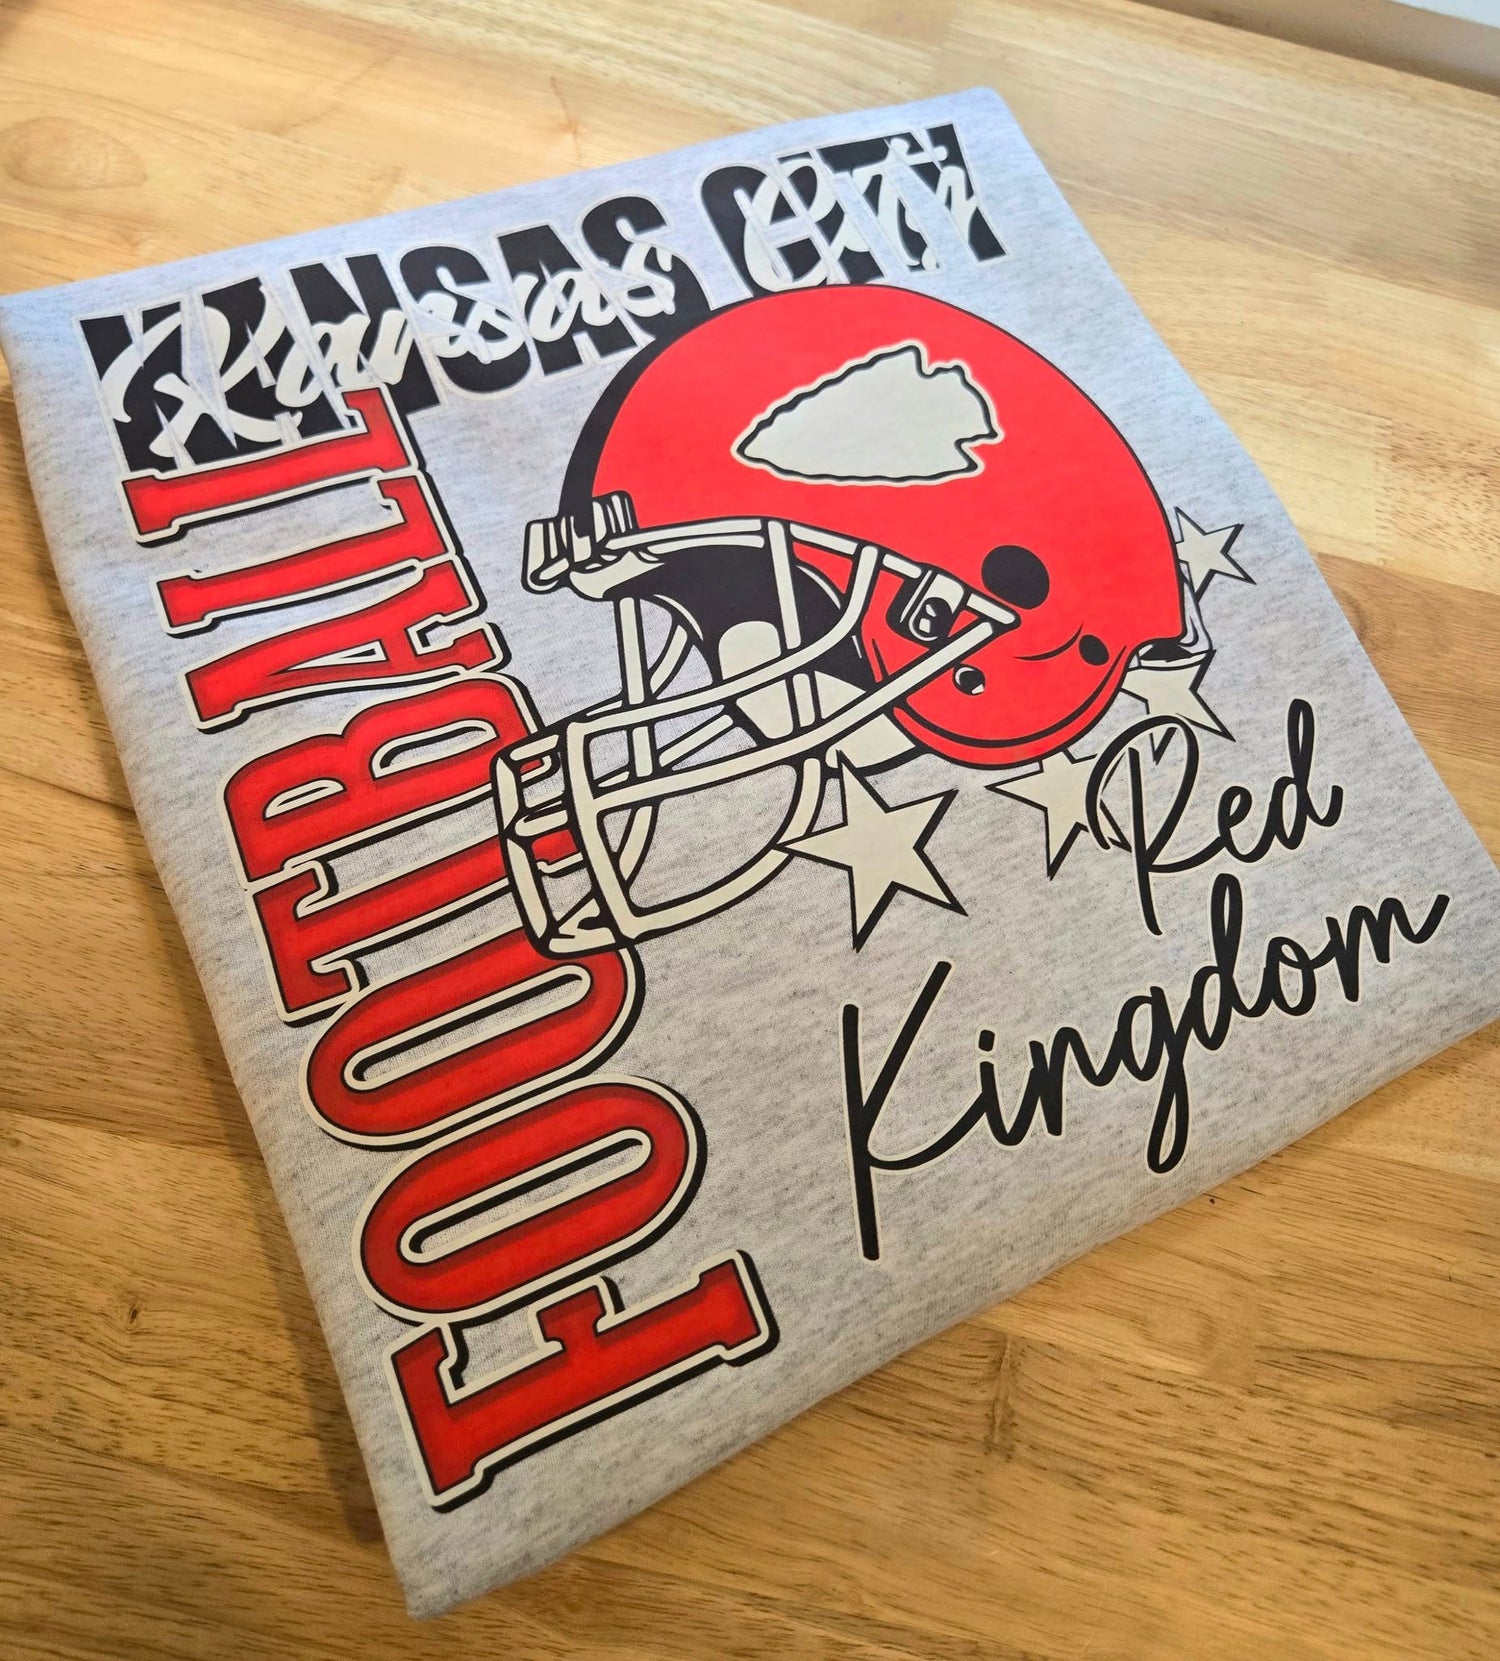 KANSAS CITY
Kansas City
FOOTBALL
Red
Kingdom